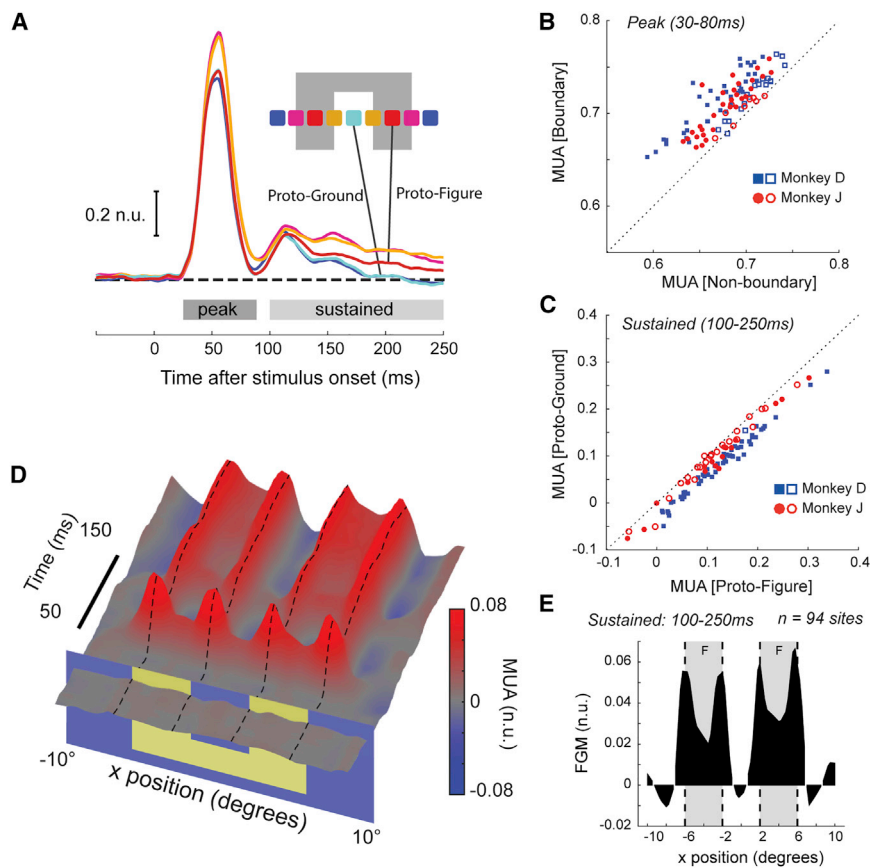 A
0.2 n.u.
Proto-Ground
Proto-Figure
peak
sustained
0 50 100 150 200 250
Time after stimulus onset (ms)
B
Peak (30-80ms)
MUA [Boundary]
0.8
0.7
0.6
Monkey D
Monkey J
0.6 0.7 0.8
MUA [Non-boundary]
C
Sustained (100-250ms)
MUA [Proto-Ground]
0.4
0.3
0.2
0.1
0
-0.1
Monkey D
Monkey J
-0.1 0 0.1 0.2 0.3 0.4
MUA [Proto-Figure]
D
Time (ms)
150
50
-10°
x position (degrees)
10°
0.08
0
-0.08
MUA (n.u.)
E
Sustained: 100-250ms n = 94 sites
F F
FGM (n.u.)
0.06
0.04
0.02
0
-0.02
-10 -6 -2 2 6 10
x position (degrees)